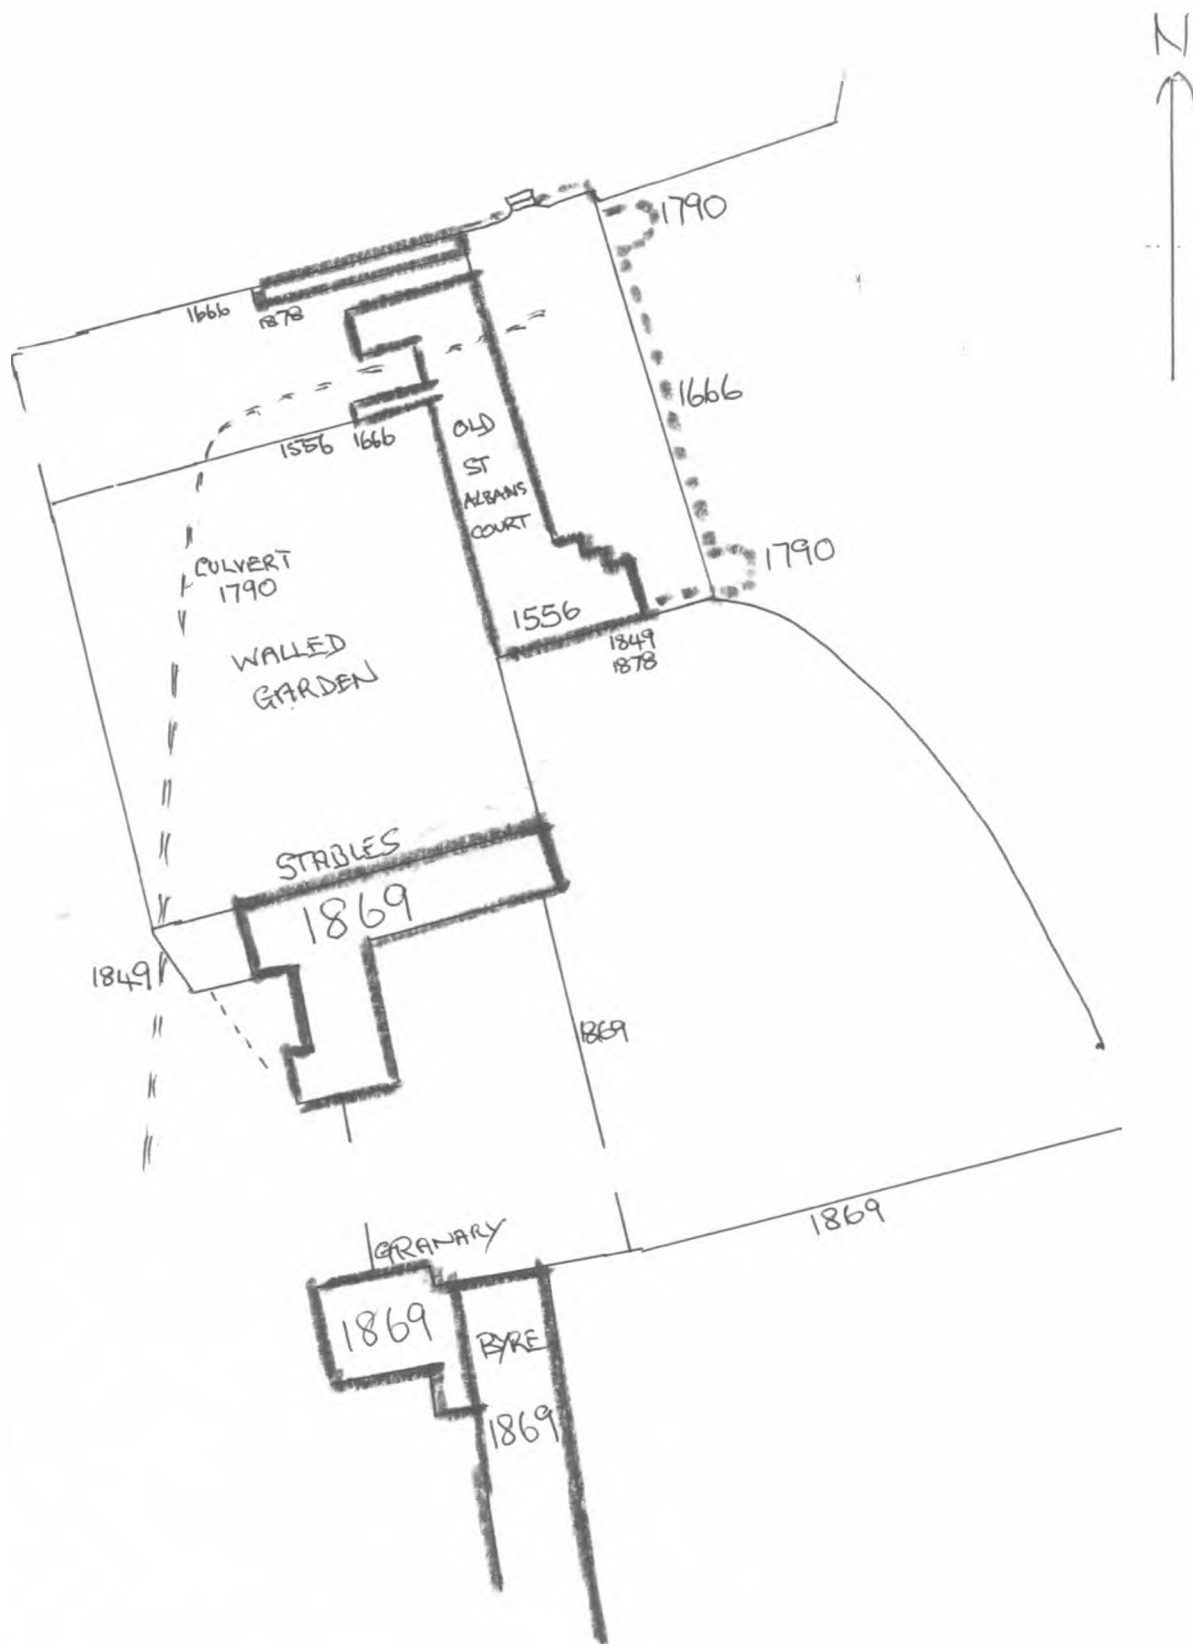 N
1790
1666
1878
1666
1556
1666
OLD
ST
ALBANS
COURT
CULVERT
1790
1790
1556
1849
1878
WALLED
GARDEN
STABLES
1869
1849
1869
1869
GRANARY
1869
BYRE
1869